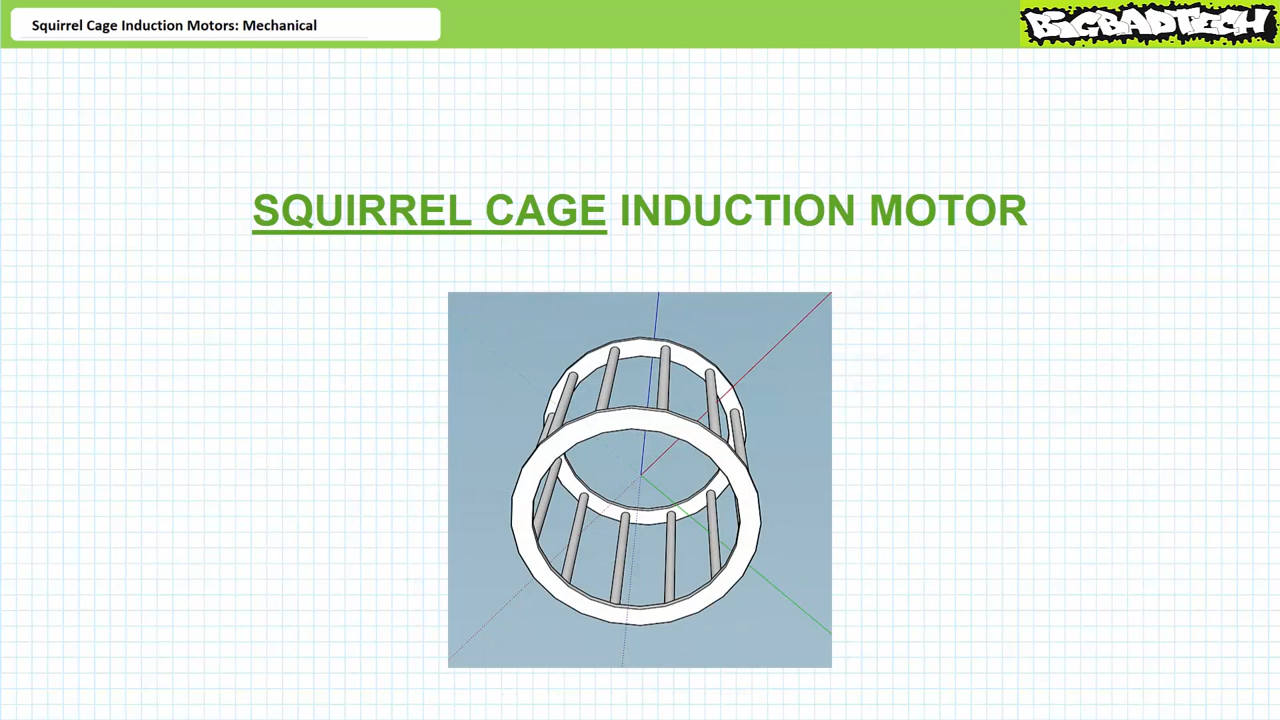 Squirrel Cage Induction Motors: Mechanical
BIGBADTECH
SQUIRREL CAGE INDUCTION MOTOR